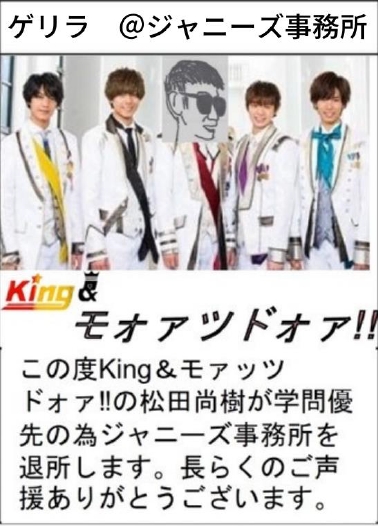 ゲリラ　＠ジャニーズ事務所
King&
モォァツドォァ!!
この度King＆モァッツ
ドォァ!!の松田尚樹が学問優
先の為ジャニーズ事務所を
退所します。長らくのご声
援ありがとうございます。